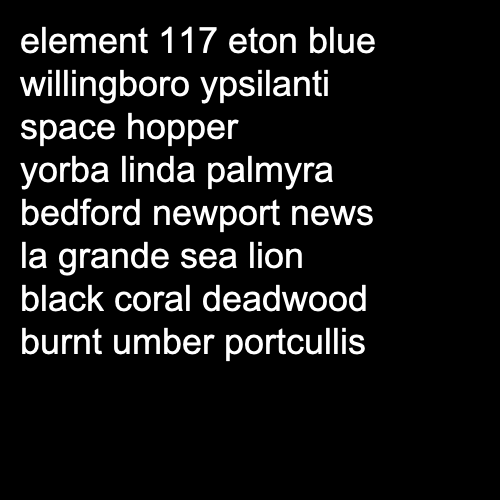 element 117 eton blue
willingboro ypsilanti
space hopper
yorba linda palmyra
bedford newport news
la grande sea lion
black coral deadwood
burnt umber portcullis